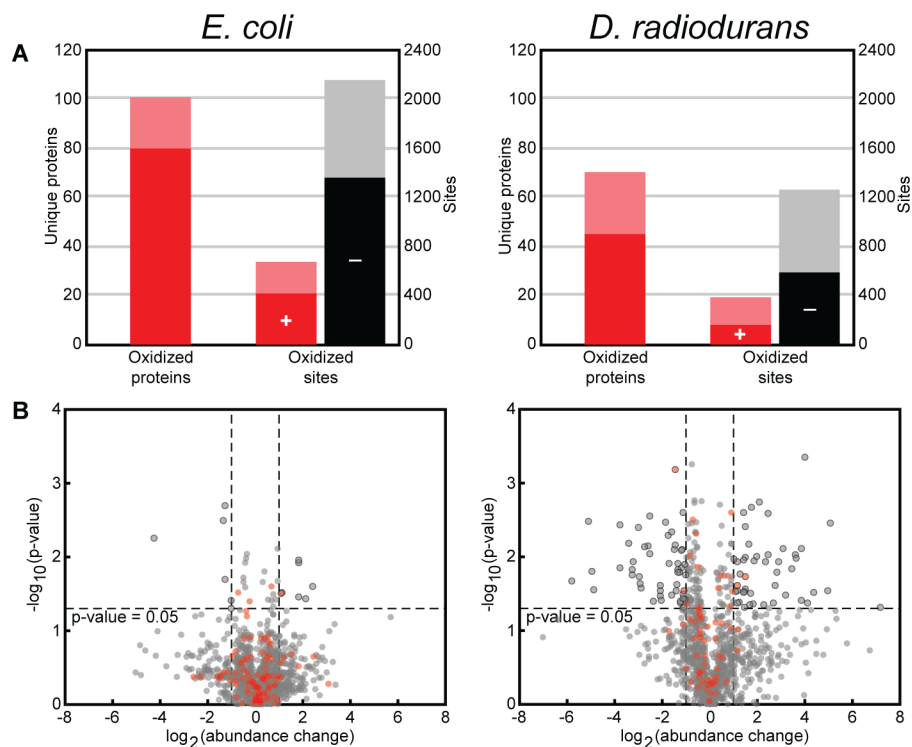 E. coli
D. radiodurans
A
120
100
80
60
40
20
0
Unique proteins
2400
2000
1600
1200
800
400
0
Sites
+
−
Oxidized
proteins
Oxidized
sites
120
100
80
60
40
20
0
Unique proteins
2400
2000
1600
1200
800
400
0
Sites
+
−
Oxidized
proteins
Oxidized
sites
B
4
3
2
1
0
-log10(p-value)
p-value = 0.05
-8 -6 -4 -2 0 2 4 6 8
log2(abundance change)
4
3
2
1
0
-log10(p-value)
p-value = 0.05
-8 -6 -4 -2 0 2 4 6 8
log2(abundance change)